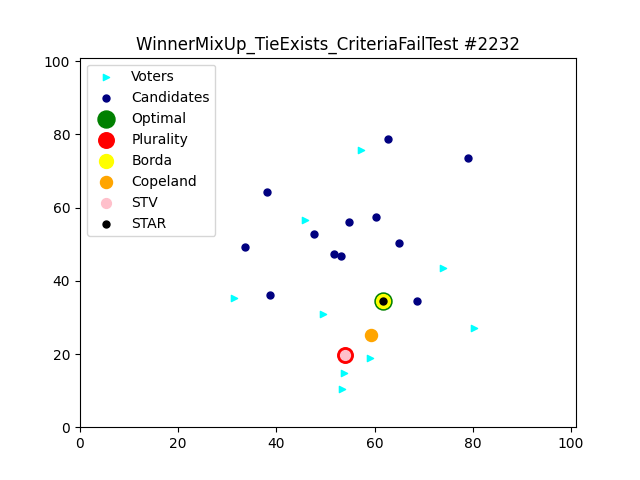 WinnerMixUp_TieExists_CriteriaFailTest #2232
Voters
Candidates
Optimal
Plurality
Borda
Copeland
STV
STAR
100
80
60
40
20
0
0 20 40 60 80 100